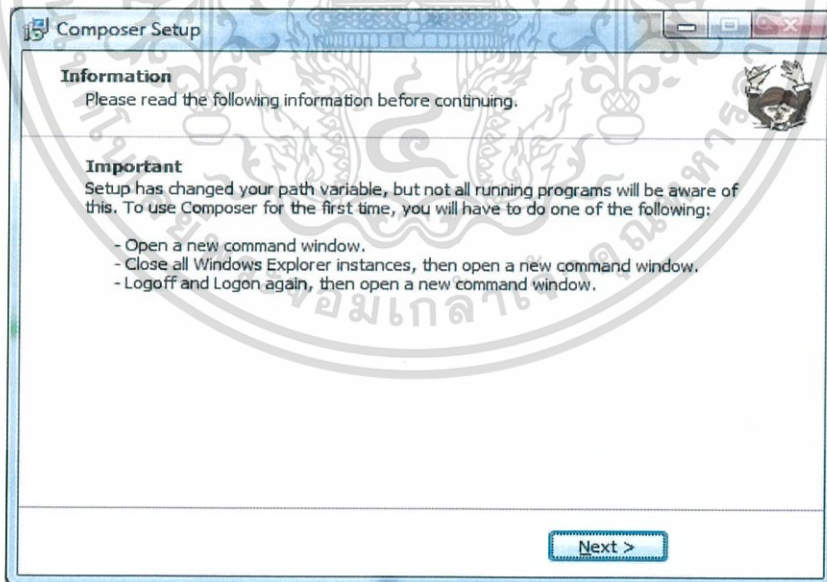 Composer Setup
Information
Please read the following information before continuing.
Important
Setup has changed your path variable, but not all running programs will be aware of
this. To use Composer for the first time, you will have to do one of the following:
- Open a new command window.
- Close all Windows Explorer instances, then open a new command window.
- Logoff and Logon again, then open a new command window.
Next >